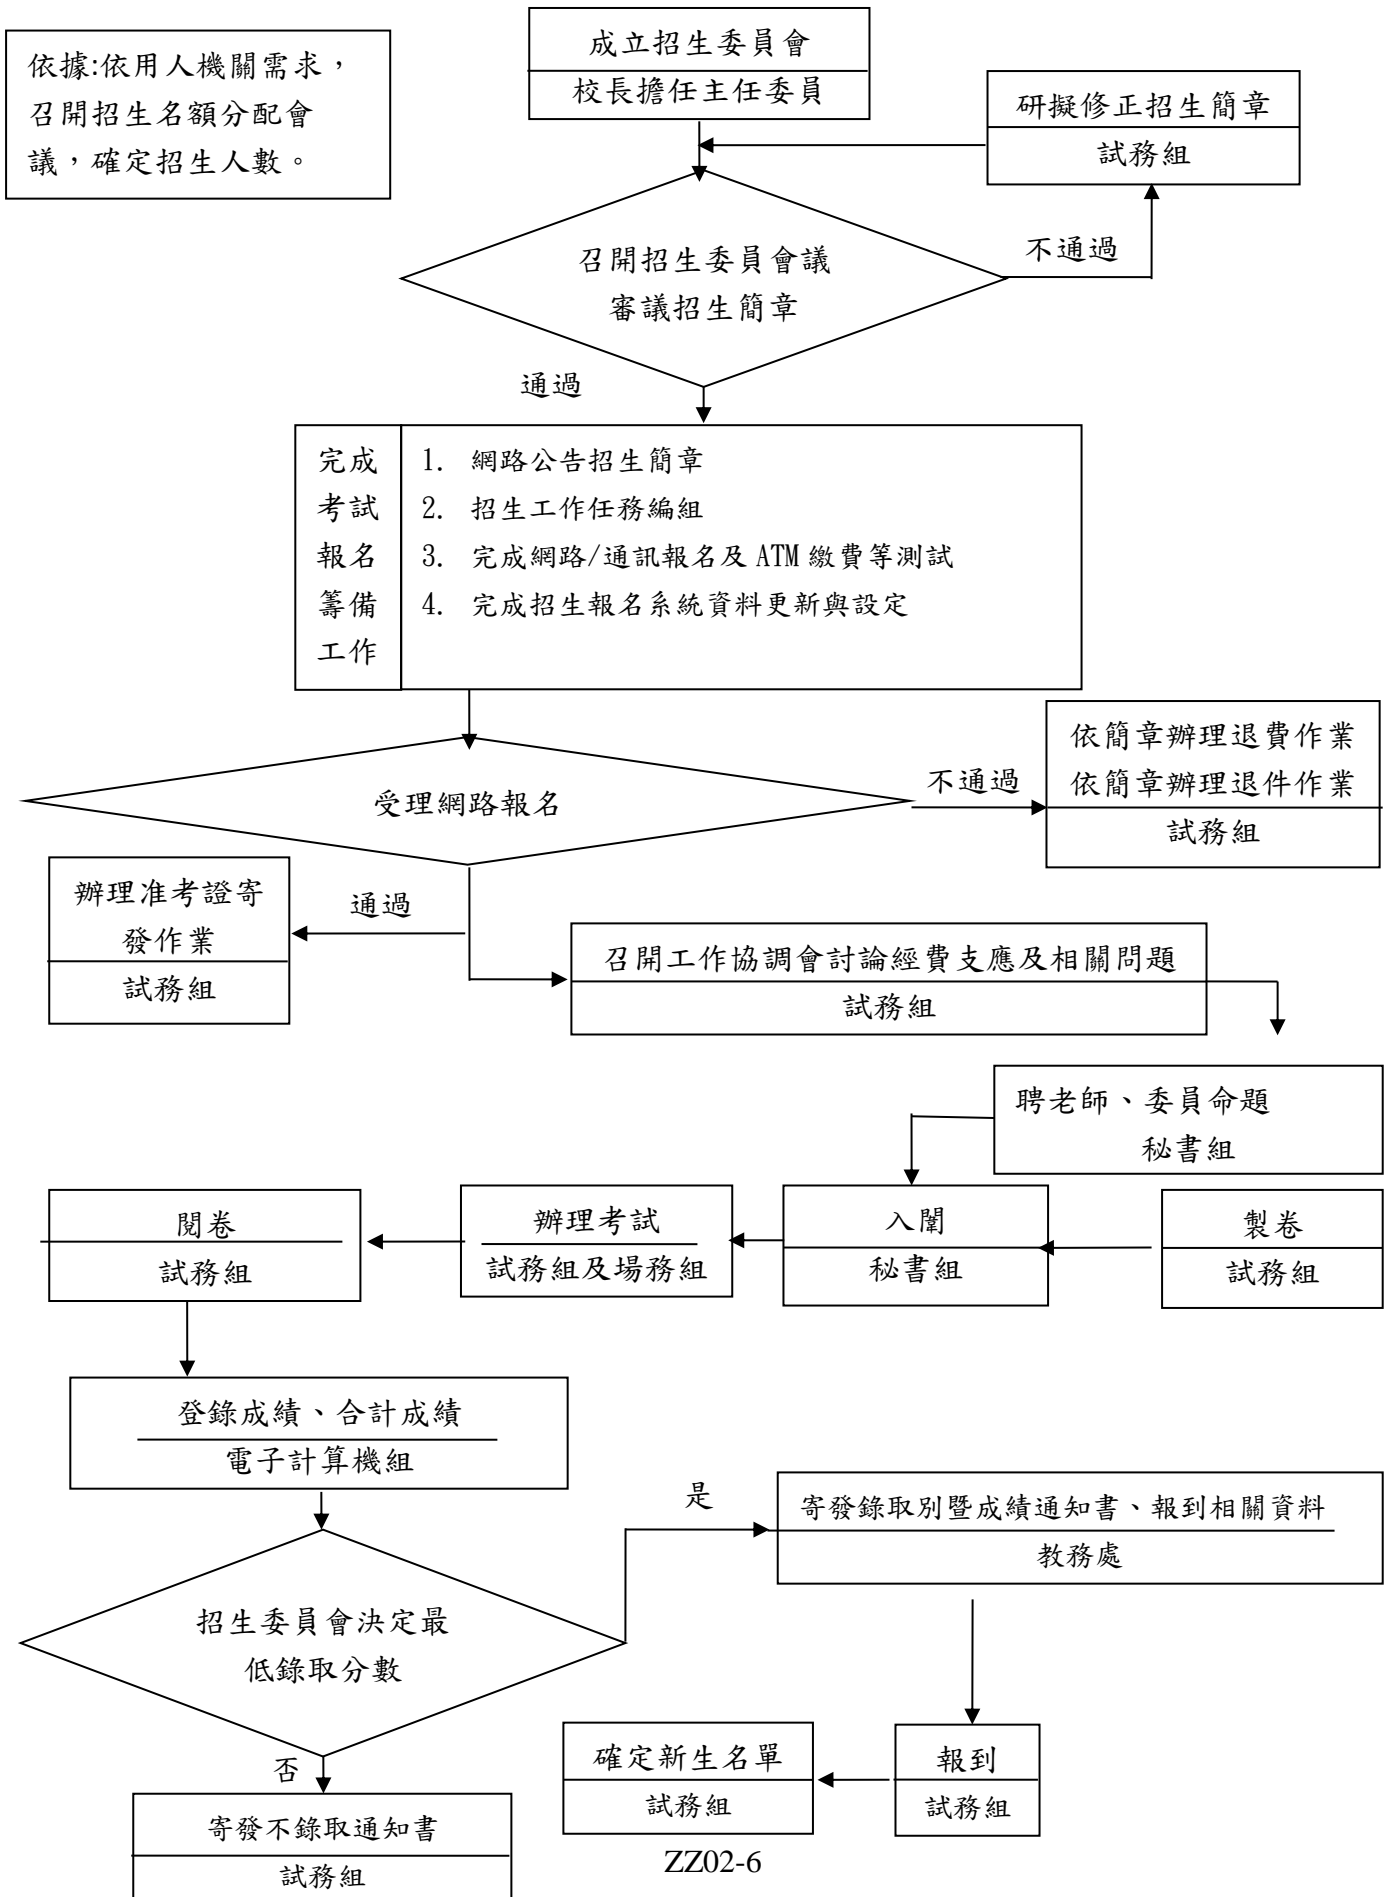 成立招生委員會
校長擔任主任委員
依據:依用人機關需求，
召開招生名額分配會
議，確定招生人數。
研擬修正招生簡章
試務組
召開招生委員會議
審議招生簡章
不通過
通過
完成
考試
報名
籌備
工作
1. 網路公告招生簡章
2. 招生工作任務編組
3. 完成網路/通訊報名及 ATM 繳費等測試
4. 完成招生報名系統資料更新與設定
受理網路報名
不通過
依簡章辦理退費作業
依簡章辦理退件作業
試務組
辦理准考證寄
發作業
試務組
通過
召開工作協調會討論經費支應及相關問題
試務組
聘老師、委員命題
秘書組
閱卷
試務組
辦理考試
試務組及場務組
入闈
秘書組
製卷
試務組
登錄成績、合計成績
電子計算機組
是
寄發錄取別暨成績通知書、報到相關資料
教務處
招生委員會決定最
低錄取分數
否
寄發不錄取通知書
試務組
確定新生名單
試務組
報到
試務組
ZZ02-6